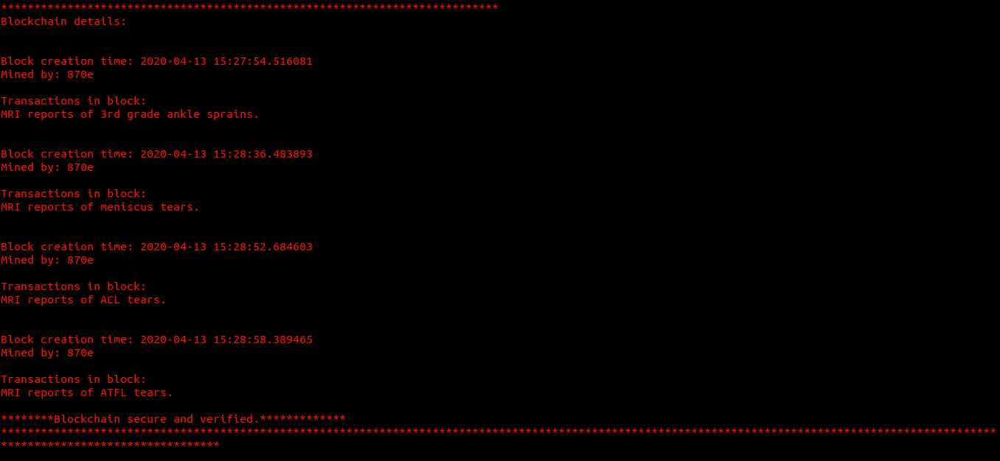 ***************************************************************************
Blockchain details:
Block creation time: 2020-04-13 15:27:54.516081
Mined by: 870e
Transactions in block:
MRI reports of 3rd grade ankle sprains.
Block creation time: 2020-04-13 15:28:36.483893
Mined by: 870e
Transactions in block:
MRI reports of meniscus tears.
Block creation time: 2020-04-13 15:28:52.684603
Mined by: 870e
Transactions in block:
MRI reports of ACL tears.
Block creation time: 2020-04-13 15:28:58.389465
Mined by: 870e
Transactions in block:
MRI reports of ATFL tears.
********Blockchain secure and verified.*************
******************************************************************************************************************************************************
*********************************